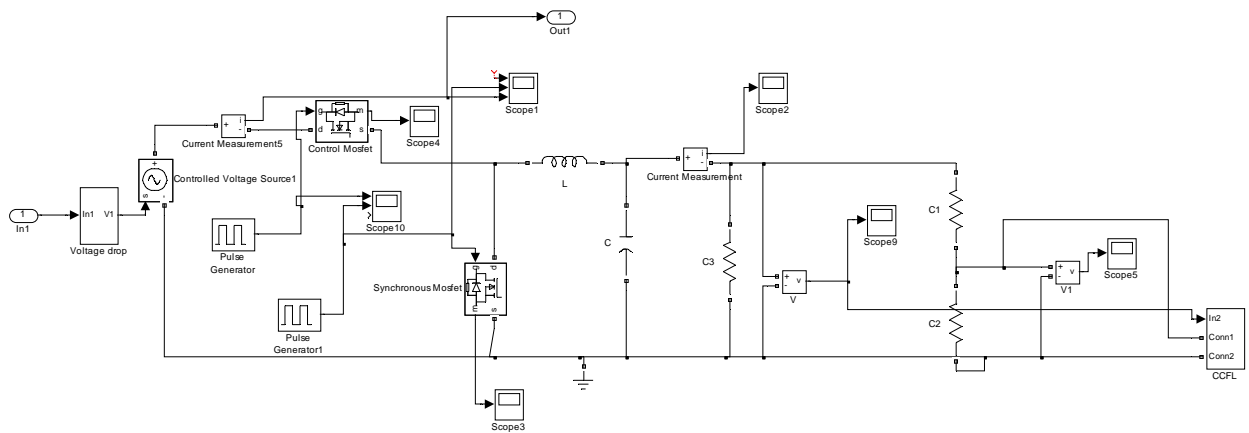 1
Out1
Scope1
Scope2
i
+
-
Current Measurement5
g
m
d
s
Control Mosfet
Scope4
L
i
+
-
Current Measurement
+
s
-
Controlled Voltage Source1
1
In1
In1
V1
Voltage drop
Pulse
Generator
Scope10
C
C3
C1
Scope9
+
-
v
V
+
-
v
V1
Scope5
g
d
m
s
Synchronous Mosfet
Pulse
Generator1
C2
In2
Conn1
Conn2
CCFL
Scope3